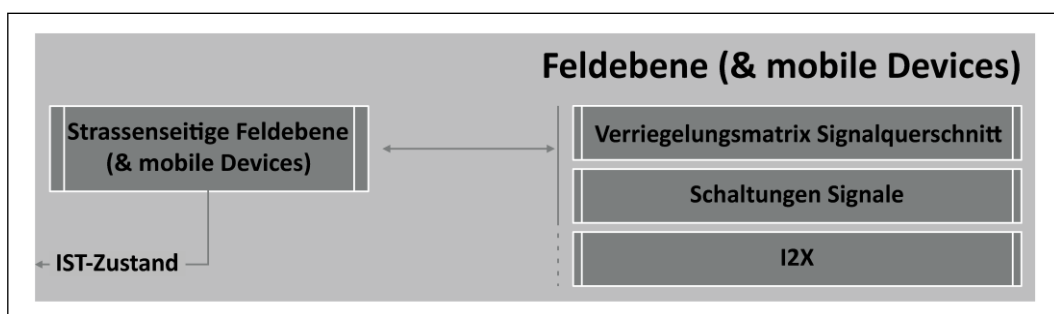 Feldebene (& mobile Devices)
Strassenseitige Feldebene
(& mobile Devices)
IST-Zustand
Verriegelungsmatrix Signalquerschnitt
Schaltungen Signale
I2X